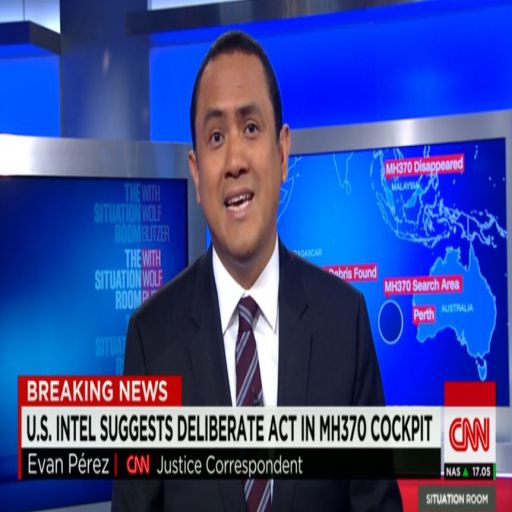 THE WITH
SITUATION WOLF
ROOM BLITZER
THE WITH
SITUATION WOLF
ROOM
SITUATION
MH370 Disappeared
MALAYSIA
Debris Found
MH370 Search Area
AUSTRALIA
Perth
BREAKING NEWS
U.S. INTEL SUGGESTS DELIBERATE ACT IN MH370 COCKPIT
Evan Pérez CNN Justice Correspondent
CNN
NAS ▲ 17.05
SITUATION ROOM